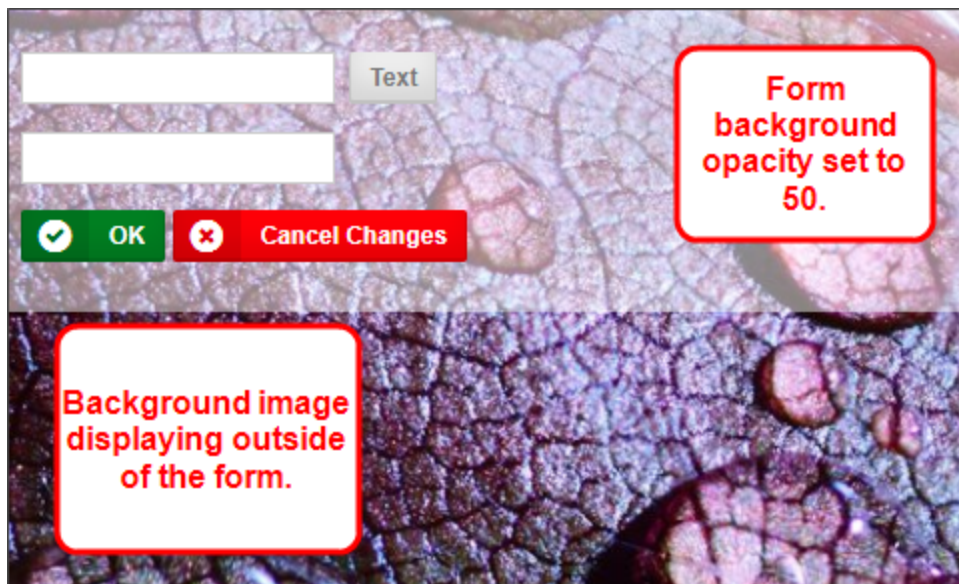 Text
Form
background
opacity set to
50.
OK
Cancel Changes
Background image
displaying outside
of the form.